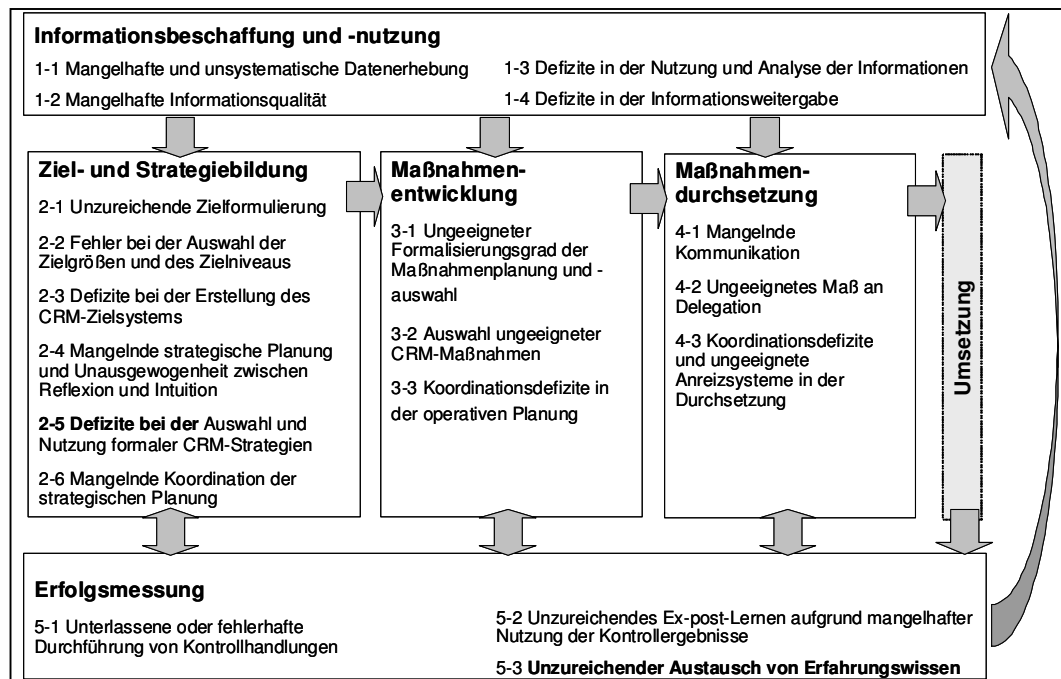 Informationsbeschaffung und -nutzung
1-1 Mangelhafte und unsystematische Datenerhebung
1-2 Mangelhafte Informationsqualität
1-3 Defizite in der Nutzung und Analyse der Informationen
1-4 Defizite in der Informationsweitergabe
Ziel- und Strategiebildung
2-1 Unzureichende Zielformulierung
2-2 Fehler bei der Auswahl der
Zielgrößen und des Zielniveaus
2-3 Defizite bei der Erstellung des
CRM-Zielsystems
2-4 Mangelnde strategische Planung
und Unausgewogenheit zwischen
Reflexion und Intuition
2-5 Defizite bei der Auswahl und
Nutzung formaler CRM-Strategien
2-6 Mangelnde Koordination der
strategischen Planung
Maßnahmen-
entwicklung
3-1 Ungeeigneter
Formalisierungsgrad der
Maßnahmenplanung und -
auswahl
3-2 Auswahl ungeeigneter
CRM-Maßnahmen
3-3 Koordinationsdefizite in
der operativen Planung
Maßnahmen-
durchsetzung
4-1 Mangelnde
Kommunikation
4-2 Ungeeignetes Maß an
Delegation
4-3 Koordinationsdefizite
und ungeeignete
Anreizsysteme in der
Durchsetzung
Umsetzung
Erfolgsmessung
5-1 Unterlassene oder fehlerhafte
Durchführung von Kontrollhandlungen
5-2 Unzureichendes Ex-post-Lernen aufgrund mangelhafter
Nutzung der Kontrollergebnisse
5-3 Unzureichender Austausch von Erfahrungswissen